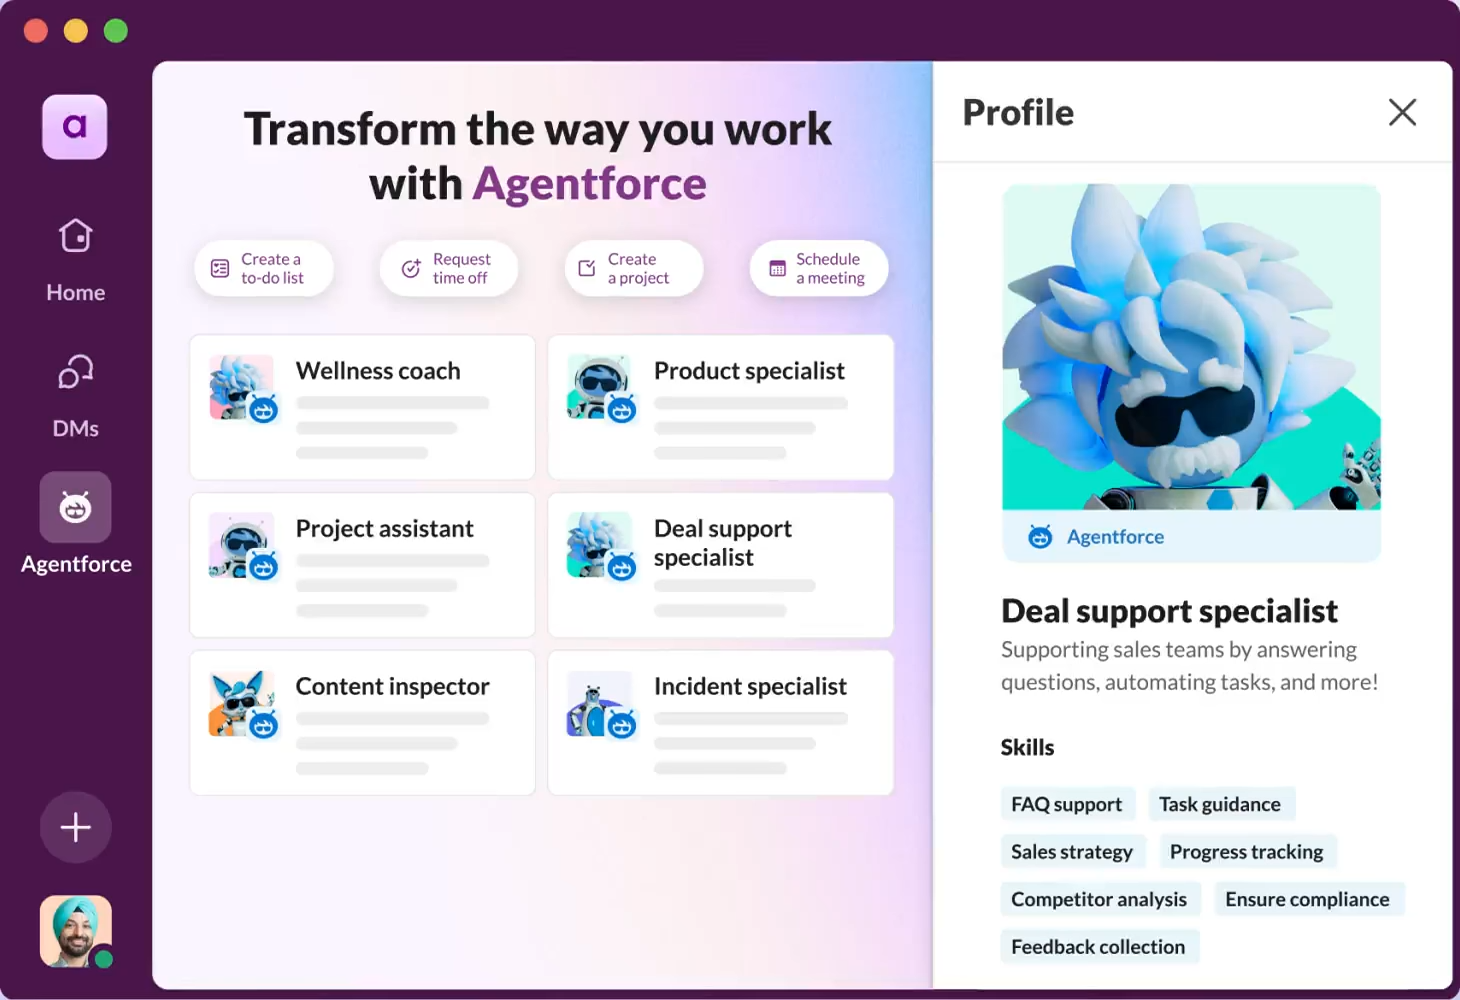 a
Home
DMs
Agentforce
Transform the way you work
with Agentforce
Create a
to-do list
Request
time off
Create
a project
Schedule
a meeting
Wellness coach
Product specialist
Project assistant
Deal support
specialist
Content inspector
Incident specialist
Profile
Agentforce
Deal support specialist
Supporting sales teams by answering
questions, automating tasks, and more!
Skills
FAQ support
Task guidance
Sales strategy
Progress tracking
Competitor analysis
Ensure compliance
Feedback collection